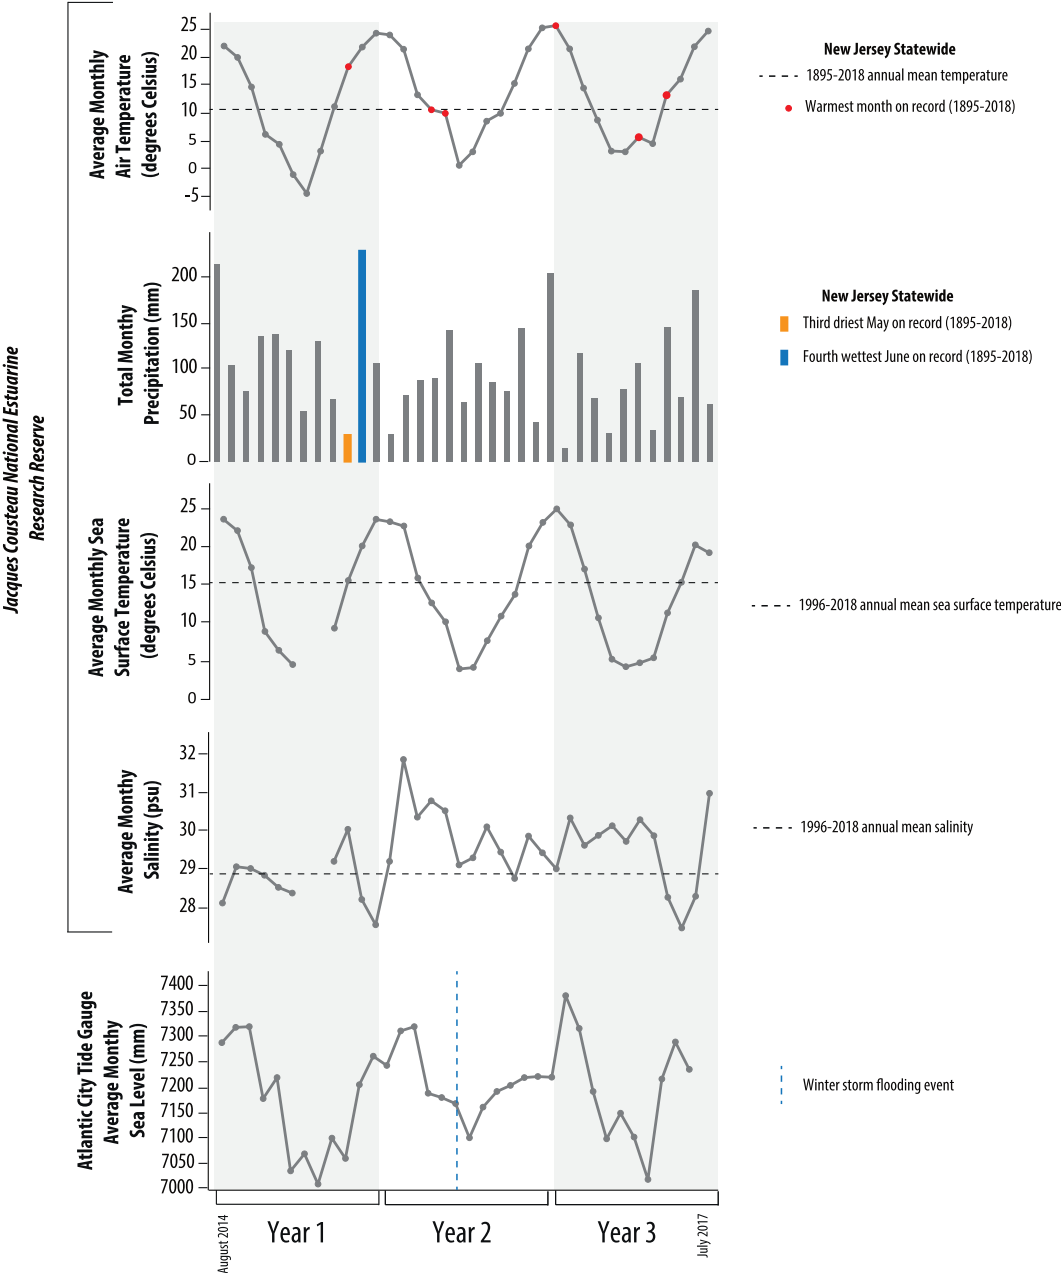 Jacques Cousteau National Estuarine
Research Reserve
Average Monthly
Air Temperature
(degrees Celsius)
25
20
15
10
5
0
-5
New Jersey Statewide
1895-2018 annual mean temperature
Warmest month on record (1895-2018)
Total Monthy
Precipitation (mm)
200
150
100
50
0
New Jersey Statewide
Third driest May on record (1895-2018)
Fourth wettest June on record (1895-2018)
Average Monthly Sea
Surface Temperature
(degrees Celsius)
25
20
15
10
5
0
1996-2018 annual mean sea surface temperature
Average Monthy
Salinity (psu)
32
31
30
29
28
1996-2018 annual mean salinity
Atlantic City Tide Gauge
Average Monthy
Sea Level (mm)
7400
7350
7300
7250
7200
7150
7100
7050
7000
Winter storm flooding event
August 2014
Year 1
Year 2
Year 3
July 2017